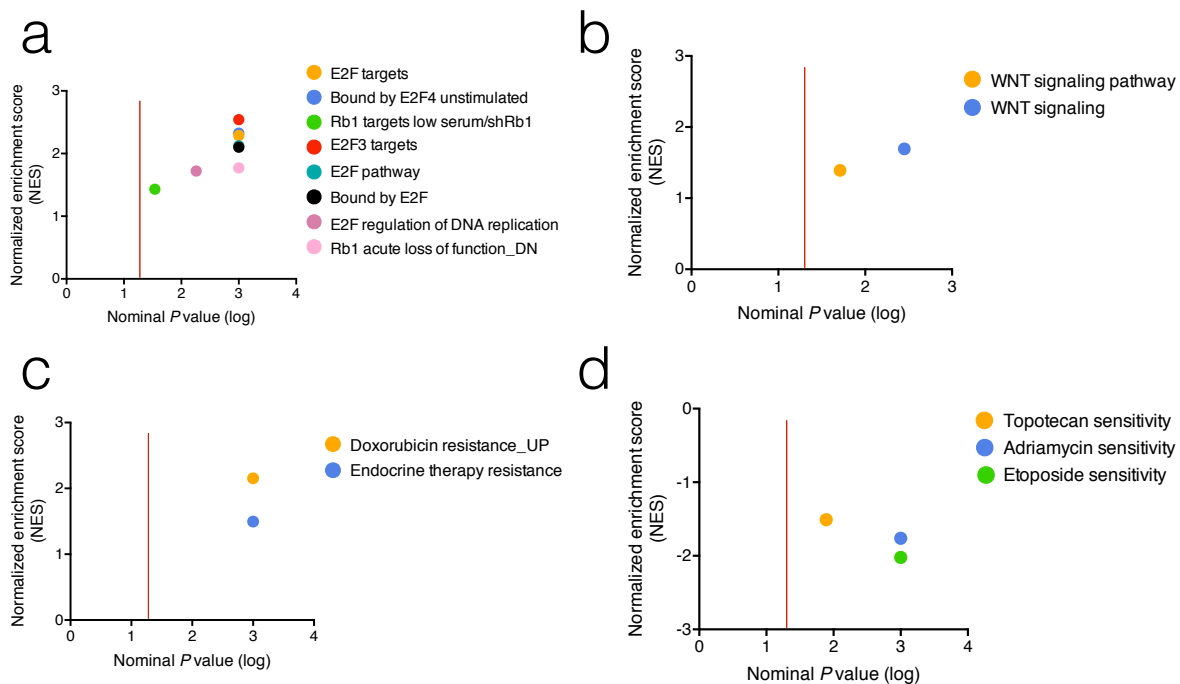 a
Normalized enrichment score
(NES)
3
2
1
0
0 1 2 3 4
Nominal P value (log)
E2F targets
Bound by E2F4 unstimulated
Rb1 targets low serum/shRb1
E2F3 targets
E2F pathway
Bound by E2F
E2F regulation of DNA replication
Rb1 acute loss of function_DN
b
Normalized enrichment score
(NES)
3
2
1
0
0 1 2 3
Nominal P value (log)
WNT signaling pathway
WNT signaling
c
Normalized enrichment score
(NES)
3
2
1
0
0 1 2 3 4
Nominal P value (log)
Doxorubicin resistance_UP
Endocrine therapy resistance
d
Normalized enrichment score
(NES)
0
-1
-2
-3
0 1 2 3 4
Nominal P value (log)
Topotecan sensitivity
Adriamycin sensitivity
Etoposide sensitivity